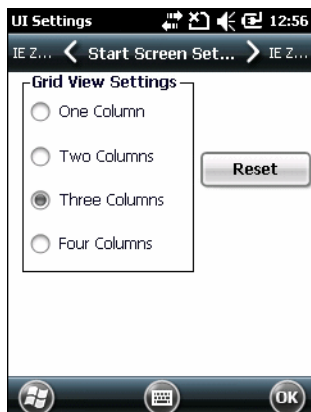 UI Settings 12:56
IE Z... Start Screen Set... IE Z...
Grid View Settings
One Column
Two Columns
Reset
Three Columns
Four Columns
OK